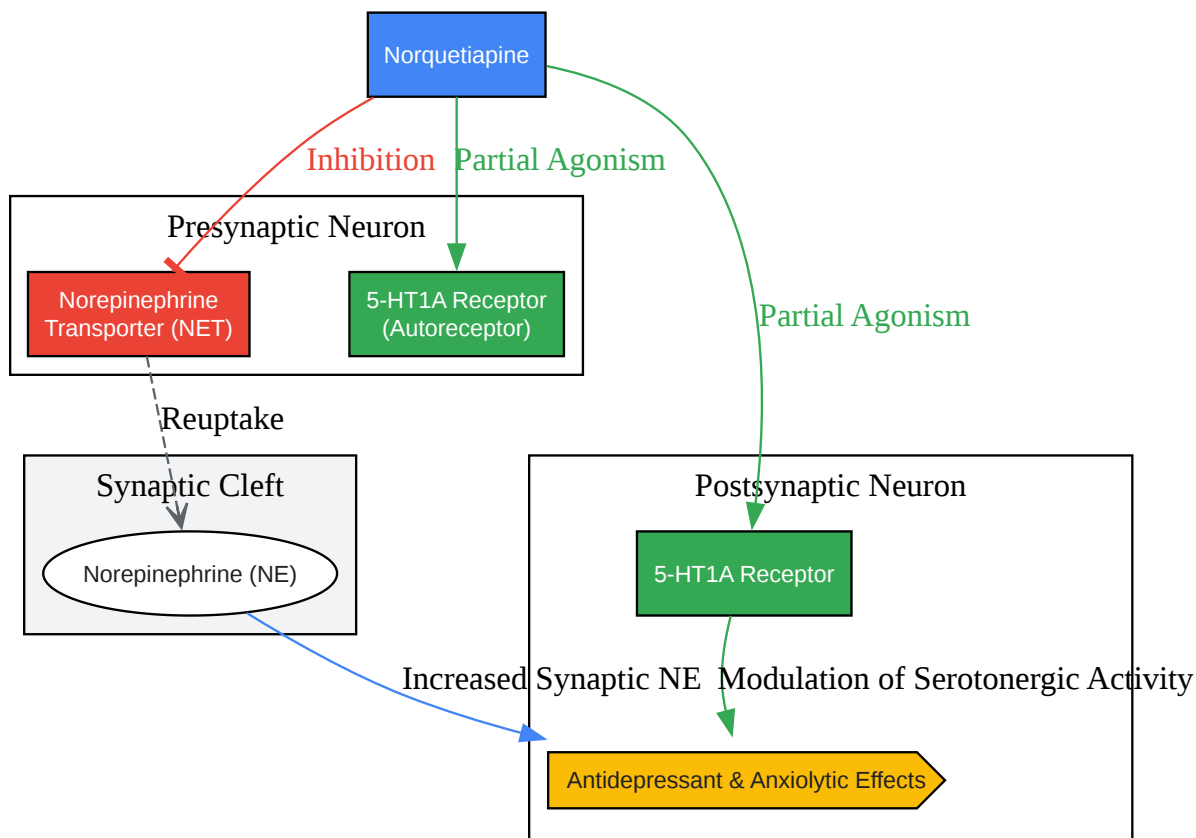 Norquetiapine
Inhibition
Partial Agonism
Presynaptic Neuron
Norepinephrine
Transporter (NET)
5-HT1A Receptor
(Autoreceptor)
Partial Agonism
Reuptake
Synaptic Cleft
Postsynaptic Neuron
Norepinephrine (NE)
5-HT1A Receptor
Increased Synaptic NE
Modulation of Serotonergic Activity
Antidepressant & Anxiolytic Effects